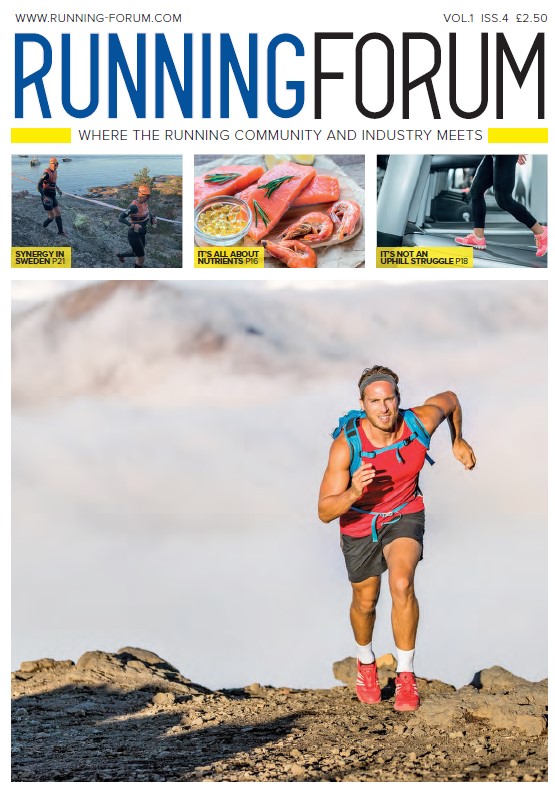 WWW.RUNNING-FORUM.COM
VOL.1 ISS.4 £2.50
RUNNINGFORUM
WHERE THE RUNNING COMMUNITY AND INDUSTRY MEETS
SYNERGY IN
SWEDEN P21
IT'S ALL ABOUT
NUTRIENTS P16
IT'S NOT AN
UPHILL STRUGGLE P18